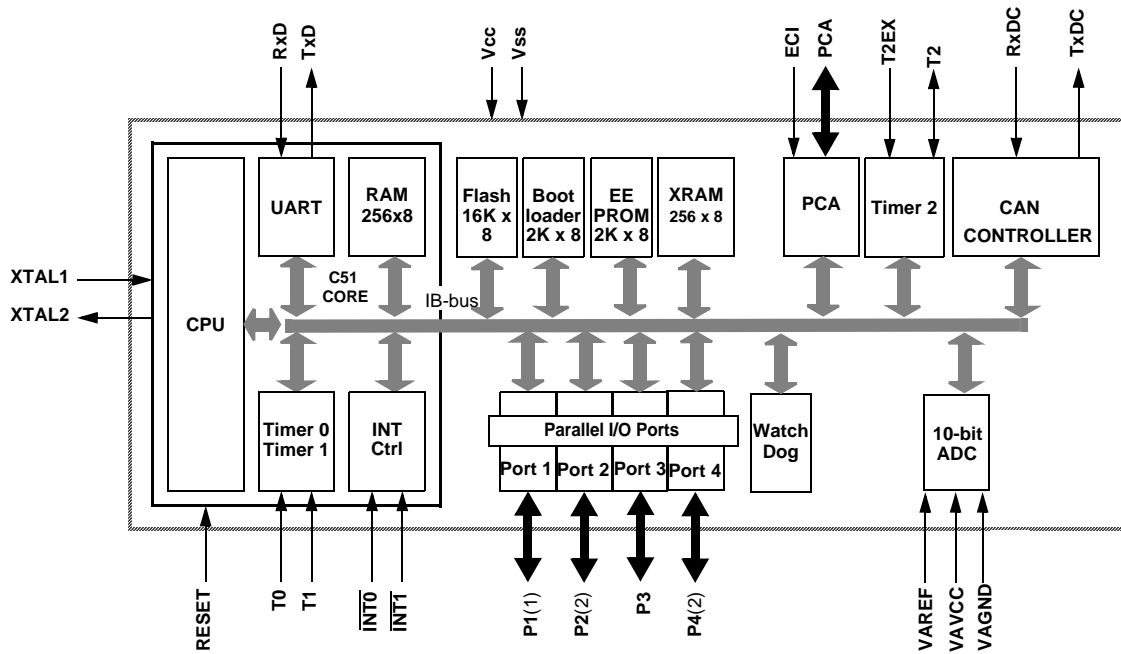 RxD
TxD
Vcc
Vss
ECI
PCA
T2EX
T2
RxDC
TxDC
XTAL1
XTAL2
CPU
UART
RAM
256x8
C51
CORE
IB-bus
Flash
16K x
8
Boot
loader
2K x 8
EE
PROM
2K x 8
XRAM
256 x 8
PCA
Timer 2
CAN
CONTROLLER
Timer 0
Timer 1
INT
Ctrl
Parallel I/O Ports
Port 1
Port 2
Port 3
Port 4
Watch
Dog
10-bit
ADC
RESET
T0
T1
INT0
INT1
P1(1)
P2(2)
P3
P4(2)
VAREF
VAVCC
VAGND